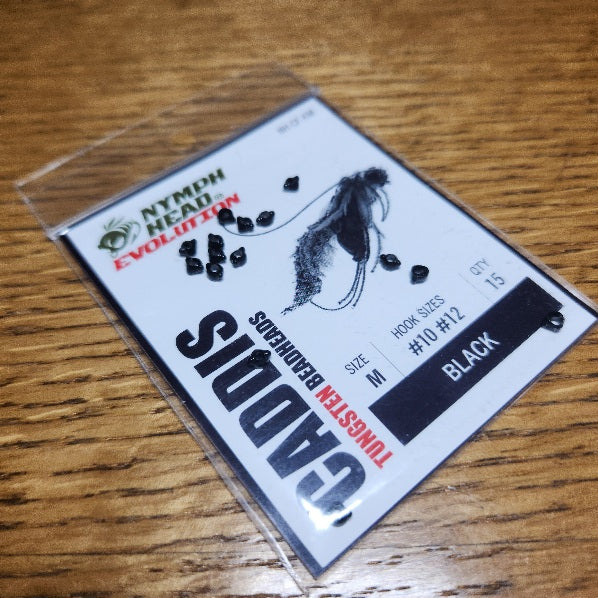 NYMPH
HEAD
EVOLUTION
CADDIS
TUNGSTEN BEADHEADS
SIZE
M
HOOK SIZES
#10 #12
QTY
15
BLACK